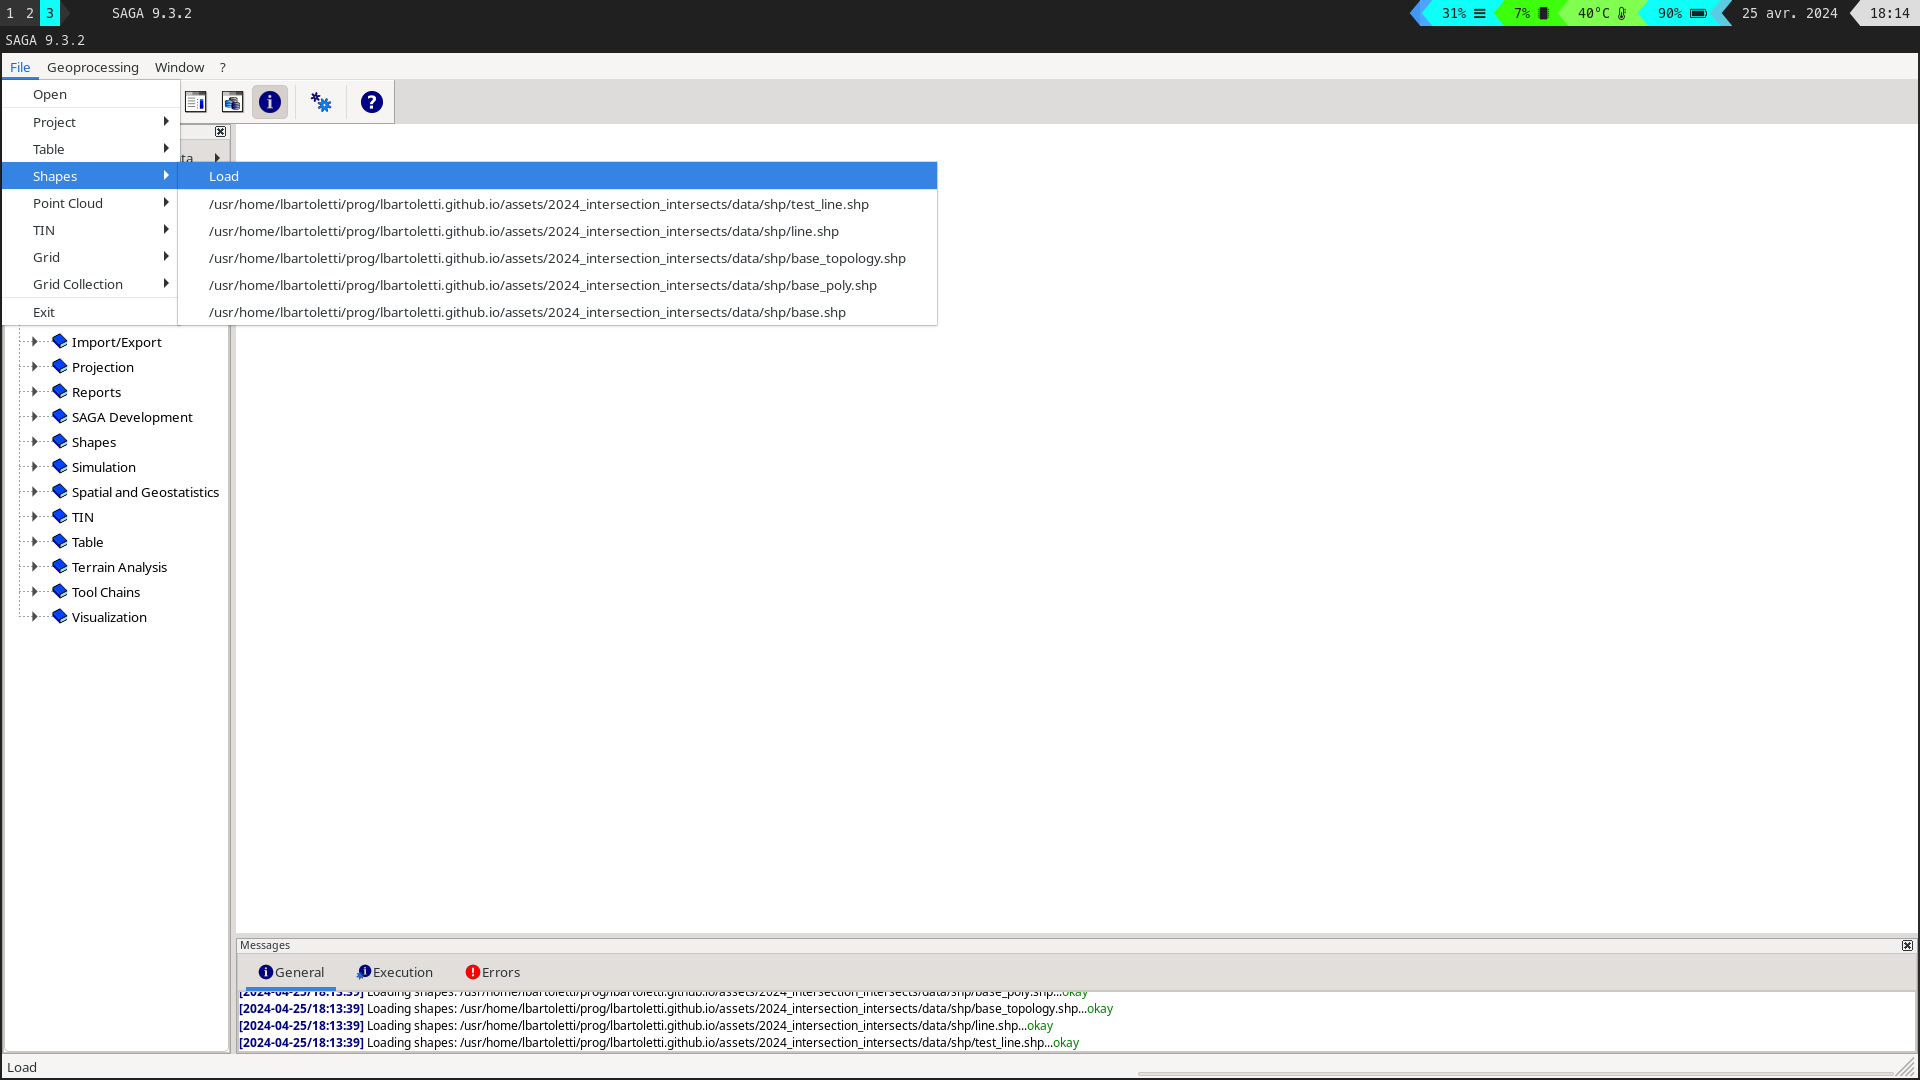 1 2 3 SAGA 9.3.2 31% 7% 40°C 90% 25 avr. 2024 18:14
SAGA 9.3.2
File Geoprocessing Window ?
Open
Project
Table
ta
Shapes
Load
Point Cloud
/usr/home/lbartoletti/prog/lbartoletti.github.io/assets/2024_intersection_intersects/data/shp/test_line.shp
TIN
/usr/home/lbartoletti/prog/lbartoletti.github.io/assets/2024_intersection_intersects/data/shp/line.shp
Grid
/usr/home/lbartoletti/prog/lbartoletti.github.io/assets/2024_intersection_intersects/data/shp/base_topology.shp
Grid Collection
/usr/home/lbartoletti/prog/lbartoletti.github.io/assets/2024_intersection_intersects/data/shp/base_poly.shp
Exit
/usr/home/lbartoletti/prog/lbartoletti.github.io/assets/2024_intersection_intersects/data/shp/base.shp
Import/Export
Projection
Reports
SAGA Development
Shapes
Simulation
Spatial and Geostatistics
TIN
Table
Terrain Analysis
Tool Chains
Visualization
Messages
General Execution Errors
[2024-04-25/18:13:39] Loading shapes: /usr/home/lbartoletti/prog/lbartoletti.github.io/assets/2024_intersection_intersects/data/shp/base_poly.shp...okay
[2024-04-25/18:13:39] Loading shapes: /usr/home/lbartoletti/prog/lbartoletti.github.io/assets/2024_intersection_intersects/data/shp/base_topology.shp...okay
[2024-04-25/18:13:39] Loading shapes: /usr/home/lbartoletti/prog/lbartoletti.github.io/assets/2024_intersection_intersects/data/shp/line.shp...okay
[2024-04-25/18:13:39] Loading shapes: /usr/home/lbartoletti/prog/lbartoletti.github.io/assets/2024_intersection_intersects/data/shp/test_line.shp...okay
Load